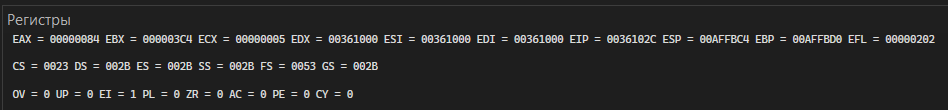 Регистры
EAX = 00000084 EBX = 000003C4 ECX = 00000005 EDX = 00361000 ESI = 00361000 EDI = 00361000 EIP = 0036102C ESP = 00AFFBC4 EBP = 00AFFBD0 EFL = 00000202
CS = 0023 DS = 002B ES = 002B SS = 002B FS = 0053 GS = 002B
OV = 0 UP = 0 EI = 1 PL = 0 ZR = 0 AC = 0 PE = 0 CY = 0